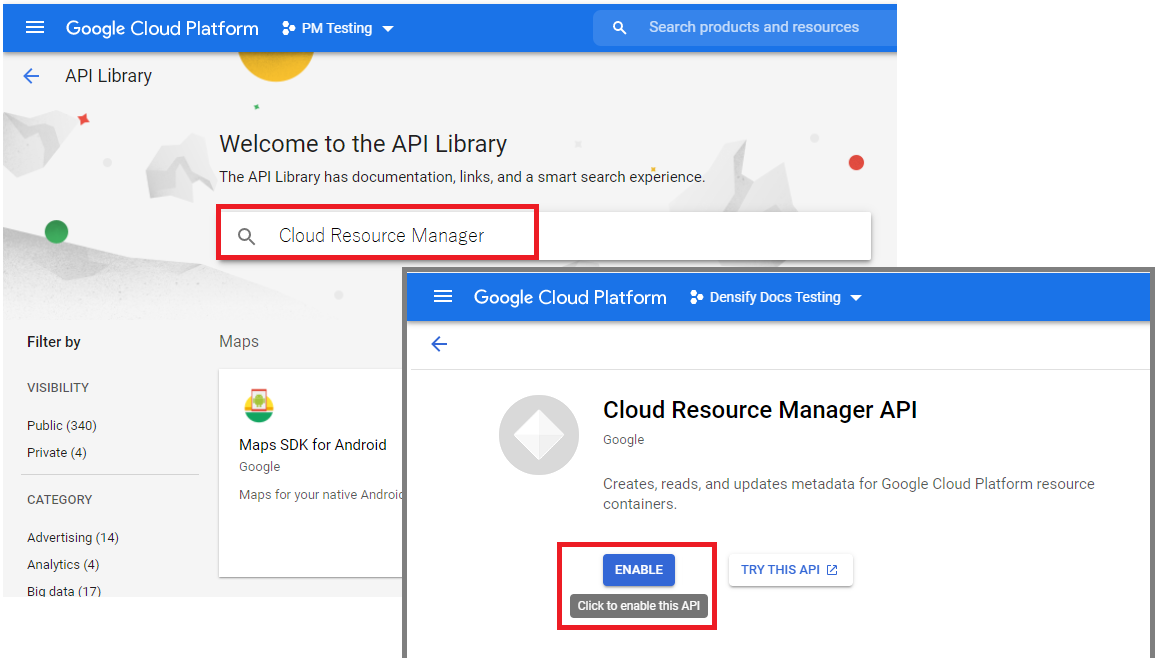 Google Cloud Platform PM Testing Search products and resources
API Library
Welcome to the API Library
The API Library has documentation, links, and a smart search experience.
Cloud Resource Manager
Filter by
VISIBILITY
Public (340)
Private (4)
CATEGORY
Advertising (14)
Analytics (4)
Big data (17)
Maps
Maps SDK for Android
Google
Maps for your native Android
Google Cloud Platform Densify Docs Testing
Cloud Resource Manager API
Google
Creates, reads, and updates metadata for Google Cloud Platform resource
containers.
ENABLE TRY THIS API
Click to enable this API